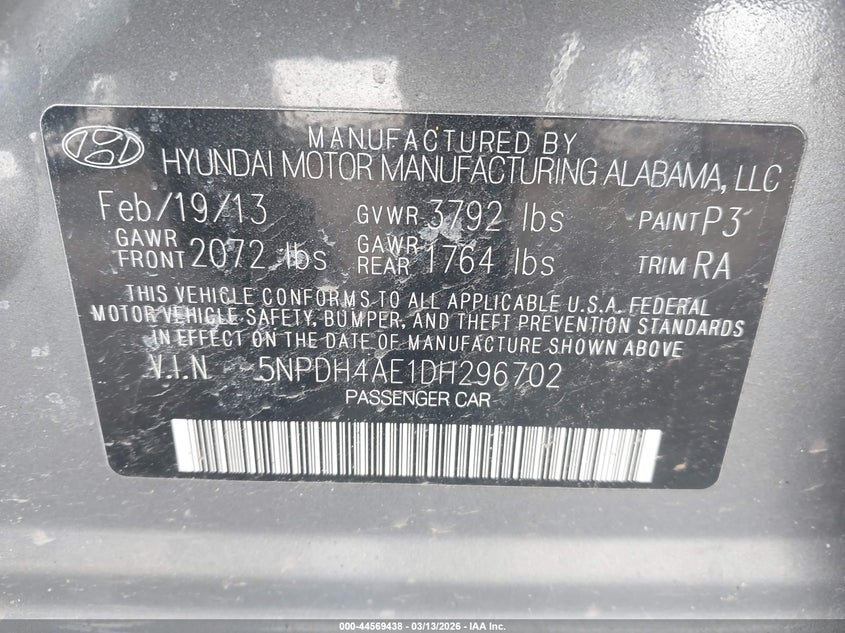 MANUFACTURED BY
HYUNDAI MOTOR MANUFACTURING ALABAMA, LLC
Feb/19/13 GVWR 3792 lbs PAINT P3
GAWR FRONT 2072 lbs GAWR REAR 1764 lbs TRIM RA
THIS VEHICLE CONFORMS TO ALL APPLICABLE U.S.A. FEDERAL
MOTOR VEHICLE SAFETY, BUMPER, AND THEFT PREVENTION STANDARDS
IN EFFECT ON THE DATE OF MANUFACTURE SHOWN ABOVE.
V.I.N 5NPDH4AE1DH296702
PASSENGER CAR
000-44569438 - 03/13/2026 - IAA Inc.